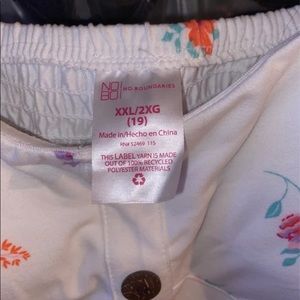 NO
BO
NO BOUNDARIES
XXL/2XG
(19)
Made in/Hecho en China
RN# 52469 115
THIS LABEL YARN IS MADE
OUT OF 100% RECYCLED
POLYESTER MATERIALS